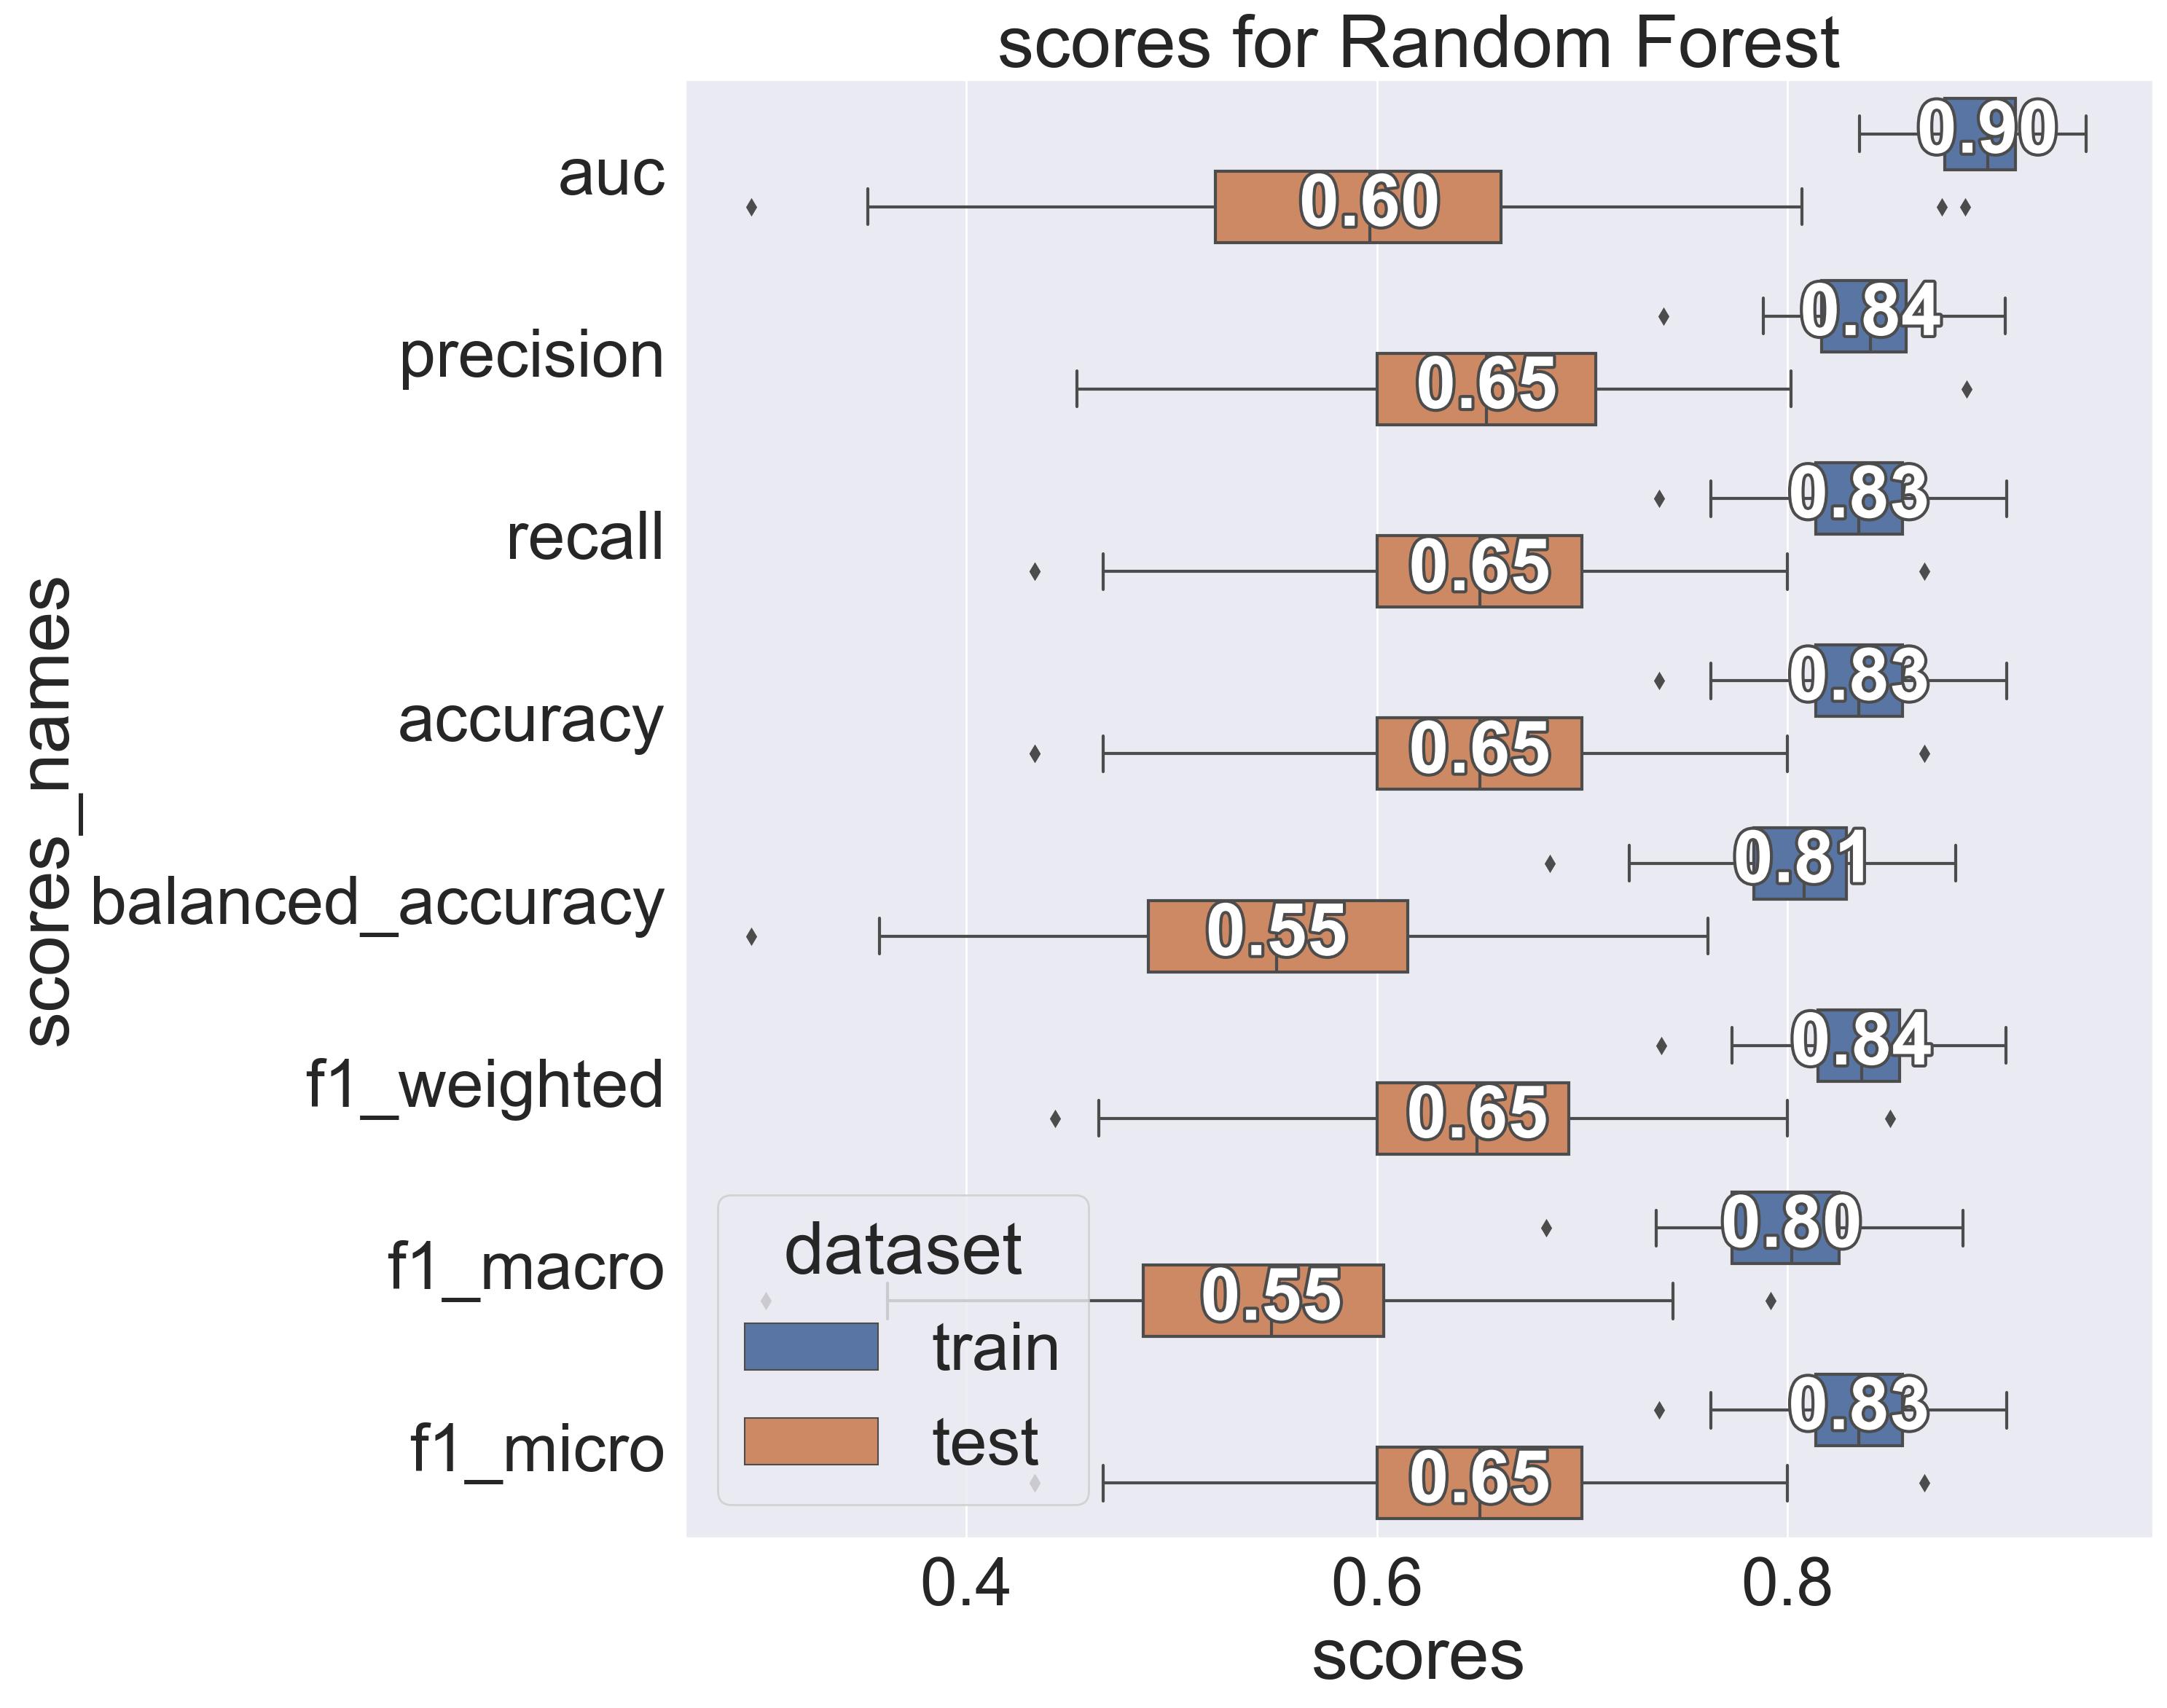 scores for Random Forest
scores_names
auc
0.90
0.60
precision
0.84
0.65
recall
0.83
0.65
accuracy
0.83
0.65
balanced_accuracy
0.81
0.55
f1_weighted
0.84
0.65
f1_macro
0.80
0.55
f1_micro
0.83
0.65
dataset
train
test
0.4 0.6 0.8
scores